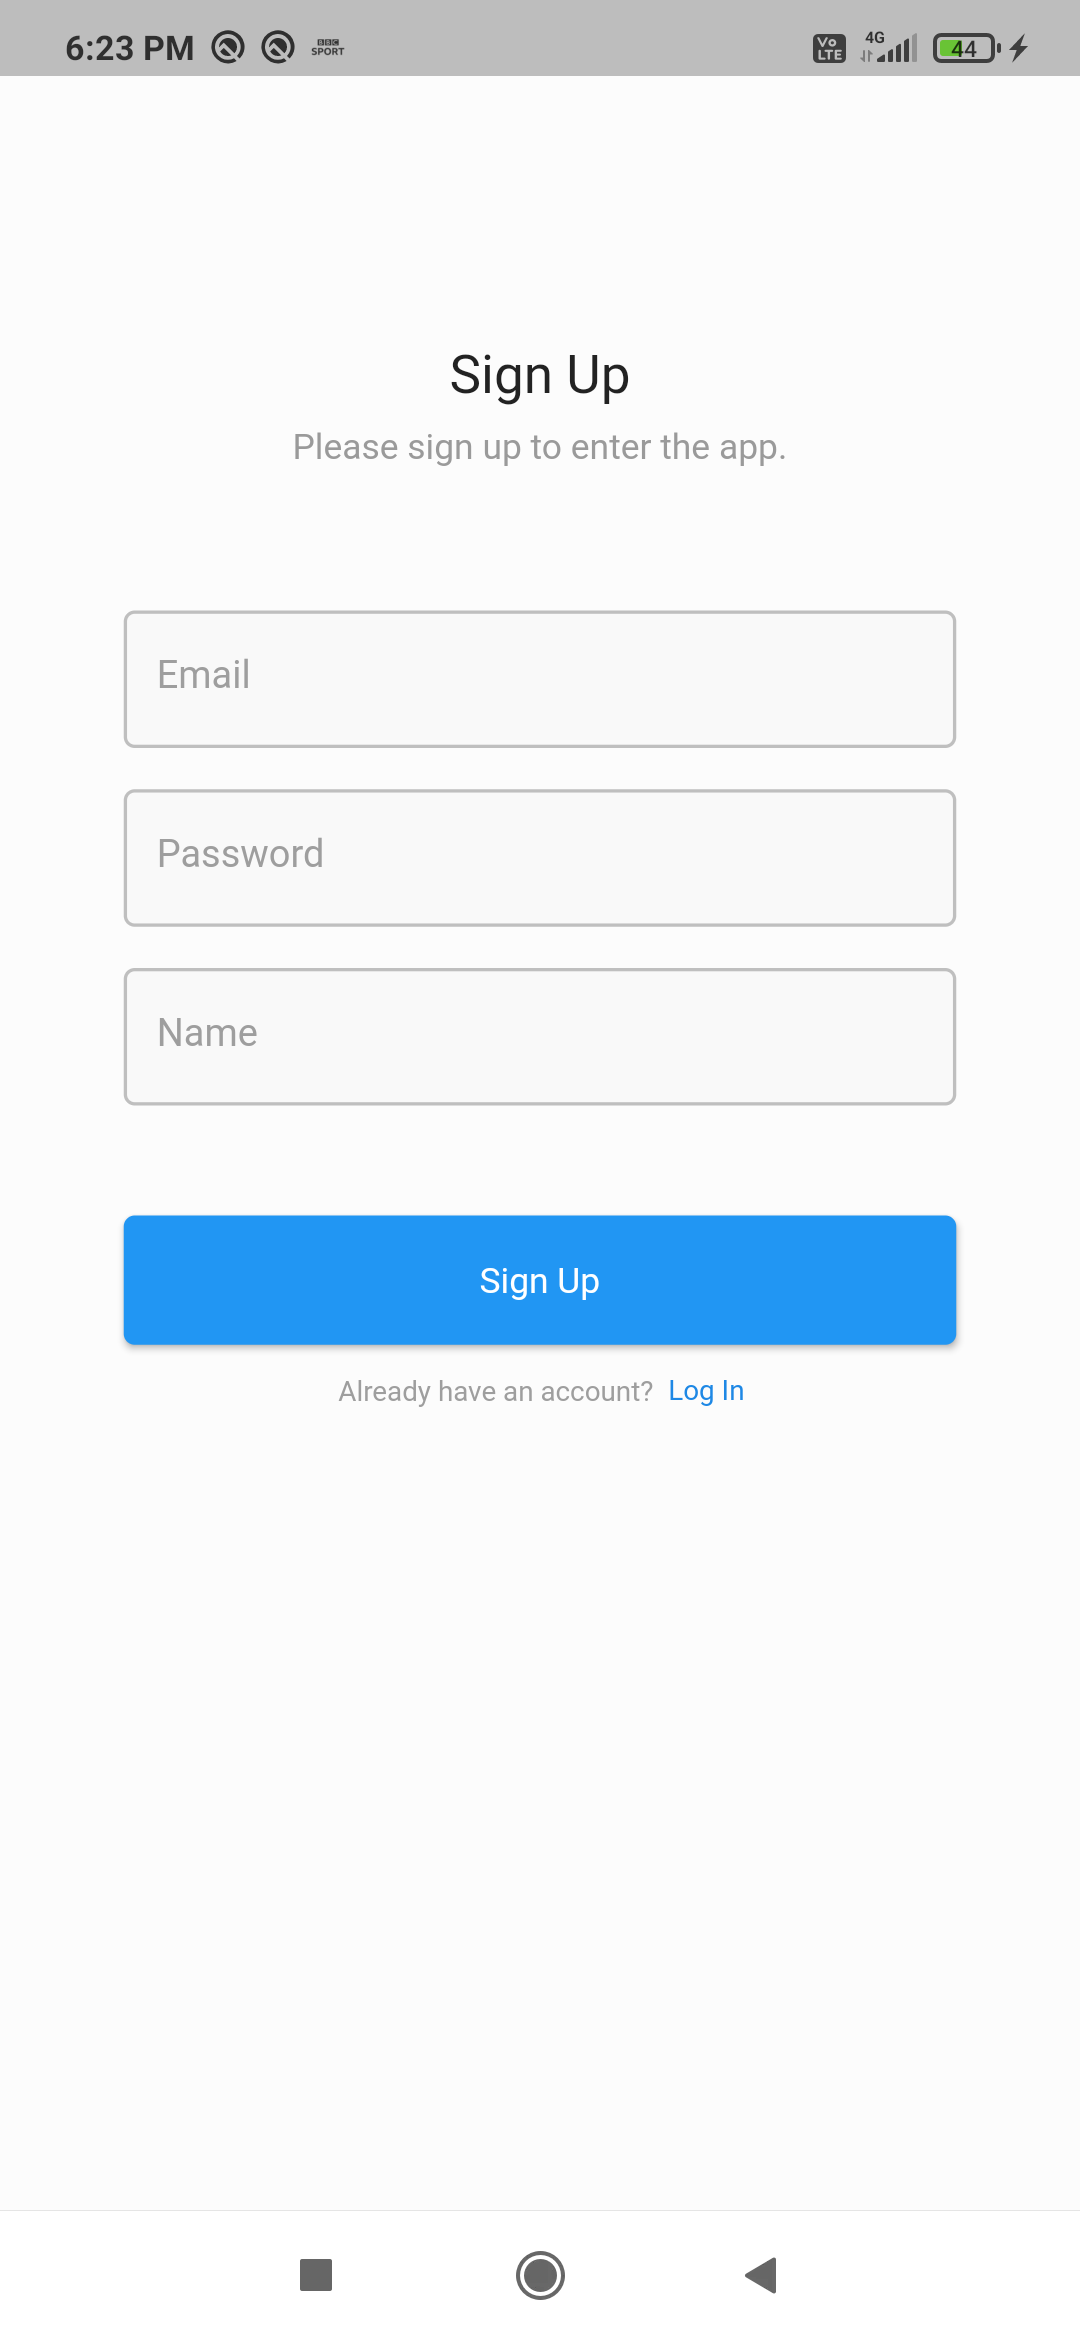 6:23 PM BBC SPORT Vo LTE 4G 44
Sign Up
Please sign up to enter the app.
Email
Password
Name
Sign Up
Already have an account? Log In